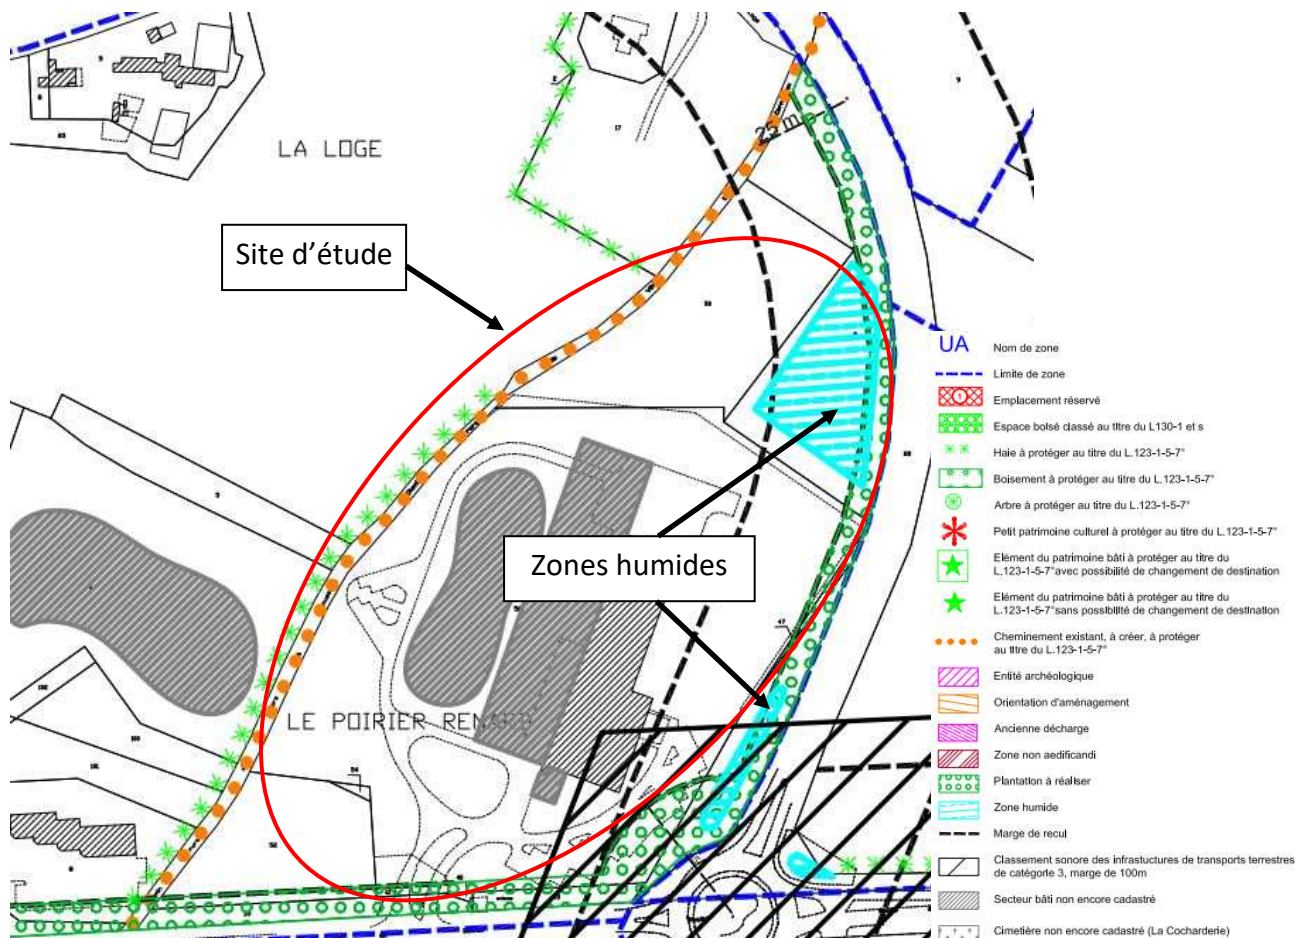 LA LOGE
25 m
Site d'étude
Zones humides
LE POIRIER RENARD
17
9
47
94
52
UA Nom de zone
Limite de zone
Emplacement réservé
Espace boisé classé au titre du L130-1 et s
Haie à protéger au titre du L.123-1-5-7°
Boisement à protéger au titre du L.123-1-5-7°
Arbre à protéger au titre du L.123-1-5-7°
Petit patrimoine culturel à protéger au titre du L.123-1-5-7°
Elément du patrimoine bâti à protéger au titre du
L.123-1-5-7°avec possibilité de changement de destination
Elément du patrimoine bâti à protéger au titre du
L.123-1-5-7°sans possibilité de changement de destination
Cheminement existant, à créer, à protéger
au titre du L.123-1-5-7°
Entité archéologique
Orientation d'aménagement
Ancienne décharge
Zone non aedificandi
Plantation à réaliser
Zone humide
Marge de recul
Classement sonore des infrastuctures de transports terrestres
de catégorie 3, marge de 100m
Secteur bâti non encore cadastré
Cimetière non encore cadastré (La Cocharderie)